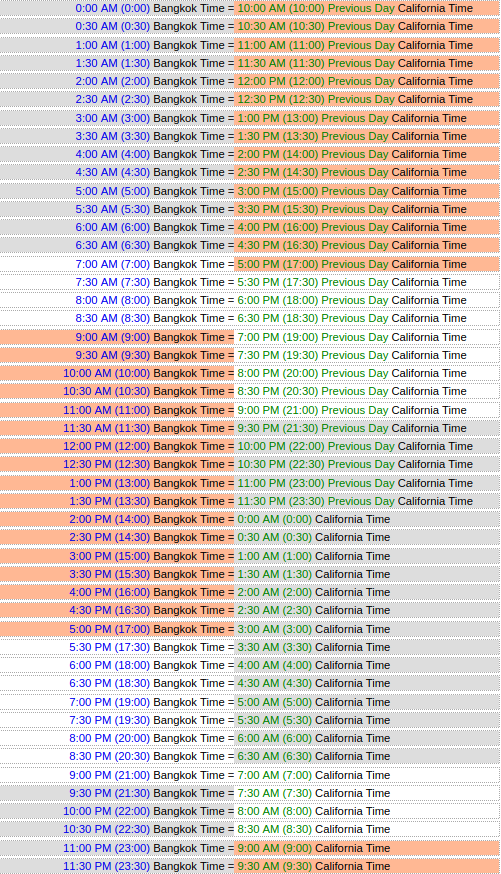 0:00 AM (0:00) Bangkok Time = 10:00 AM (10:00) Previous Day California Time
0:30 AM (0:30) Bangkok Time = 10:30 AM (10:30) Previous Day California Time
1:00 AM (1:00) Bangkok Time = 11:00 AM (11:00) Previous Day California Time
1:30 AM (1:30) Bangkok Time = 11:30 AM (11:30) Previous Day California Time
2:00 AM (2:00) Bangkok Time = 12:00 PM (12:00) Previous Day California Time
2:30 AM (2:30) Bangkok Time = 12:30 PM (12:30) Previous Day California Time
3:00 AM (3:00) Bangkok Time = 1:00 PM (13:00) Previous Day California Time
3:30 AM (3:30) Bangkok Time = 1:30 PM (13:30) Previous Day California Time
4:00 AM (4:00) Bangkok Time = 2:00 PM (14:00) Previous Day California Time
4:30 AM (4:30) Bangkok Time = 2:30 PM (14:30) Previous Day California Time
5:00 AM (5:00) Bangkok Time = 3:00 PM (15:00) Previous Day California Time
5:30 AM (5:30) Bangkok Time = 3:30 PM (15:30) Previous Day California Time
6:00 AM (6:00) Bangkok Time = 4:00 PM (16:00) Previous Day California Time
6:30 AM (6:30) Bangkok Time = 4:30 PM (16:30) Previous Day California Time
7:00 AM (7:00) Bangkok Time = 5:00 PM (17:00) Previous Day California Time
7:30 AM (7:30) Bangkok Time = 5:30 PM (17:30) Previous Day California Time
8:00 AM (8:00) Bangkok Time = 6:00 PM (18:00) Previous Day California Time
8:30 AM (8:30) Bangkok Time = 6:30 PM (18:30) Previous Day California Time
9:00 AM (9:00) Bangkok Time = 7:00 PM (19:00) Previous Day California Time
9:30 AM (9:30) Bangkok Time = 7:30 PM (19:30) Previous Day California Time
10:00 AM (10:00) Bangkok Time = 8:00 PM (20:00) Previous Day California Time
10:30 AM (10:30) Bangkok Time = 8:30 PM (20:30) Previous Day California Time
11:00 AM (11:00) Bangkok Time = 9:00 PM (21:00) Previous Day California Time
11:30 AM (11:30) Bangkok Time = 9:30 PM (21:30) Previous Day California Time
12:00 PM (12:00) Bangkok Time = 10:00 PM (22:00) Previous Day California Time
12:30 PM (12:30) Bangkok Time = 10:30 PM (22:30) Previous Day California Time
1:00 PM (13:00) Bangkok Time = 11:00 PM (23:00) Previous Day California Time
1:30 PM (13:30) Bangkok Time = 11:30 PM (23:30) Previous Day California Time
2:00 PM (14:00) Bangkok Time = 0:00 AM (0:00) California Time
2:30 PM (14:30) Bangkok Time = 0:30 AM (0:30) California Time
3:00 PM (15:00) Bangkok Time = 1:00 AM (1:00) California Time
3:30 PM (15:30) Bangkok Time = 1:30 AM (1:30) California Time
4:00 PM (16:00) Bangkok Time = 2:00 AM (2:00) California Time
4:30 PM (16:30) Bangkok Time = 2:30 AM (2:30) California Time
5:00 PM (17:00) Bangkok Time = 3:00 AM (3:00) California Time
5:30 PM (17:30) Bangkok Time = 3:30 AM (3:30) California Time
6:00 PM (18:00) Bangkok Time = 4:00 AM (4:00) California Time
6:30 PM (18:30) Bangkok Time = 4:30 AM (4:30) California Time
7:00 PM (19:00) Bangkok Time = 5:00 AM (5:00) California Time
7:30 PM (19:30) Bangkok Time = 5:30 AM (5:30) California Time
8:00 PM (20:00) Bangkok Time = 6:00 AM (6:00) California Time
8:30 PM (20:30) Bangkok Time = 6:30 AM (6:30) California Time
9:00 PM (21:00) Bangkok Time = 7:00 AM (7:00) California Time
9:30 PM (21:30) Bangkok Time = 7:30 AM (7:30) California Time
10:00 PM (22:00) Bangkok Time = 8:00 AM (8:00) California Time
10:30 PM (22:30) Bangkok Time = 8:30 AM (8:30) California Time
11:00 PM (23:00) Bangkok Time = 9:00 AM (9:00) California Time
11:30 PM (23:30) Bangkok Time = 9:30 AM (9:30) California Time